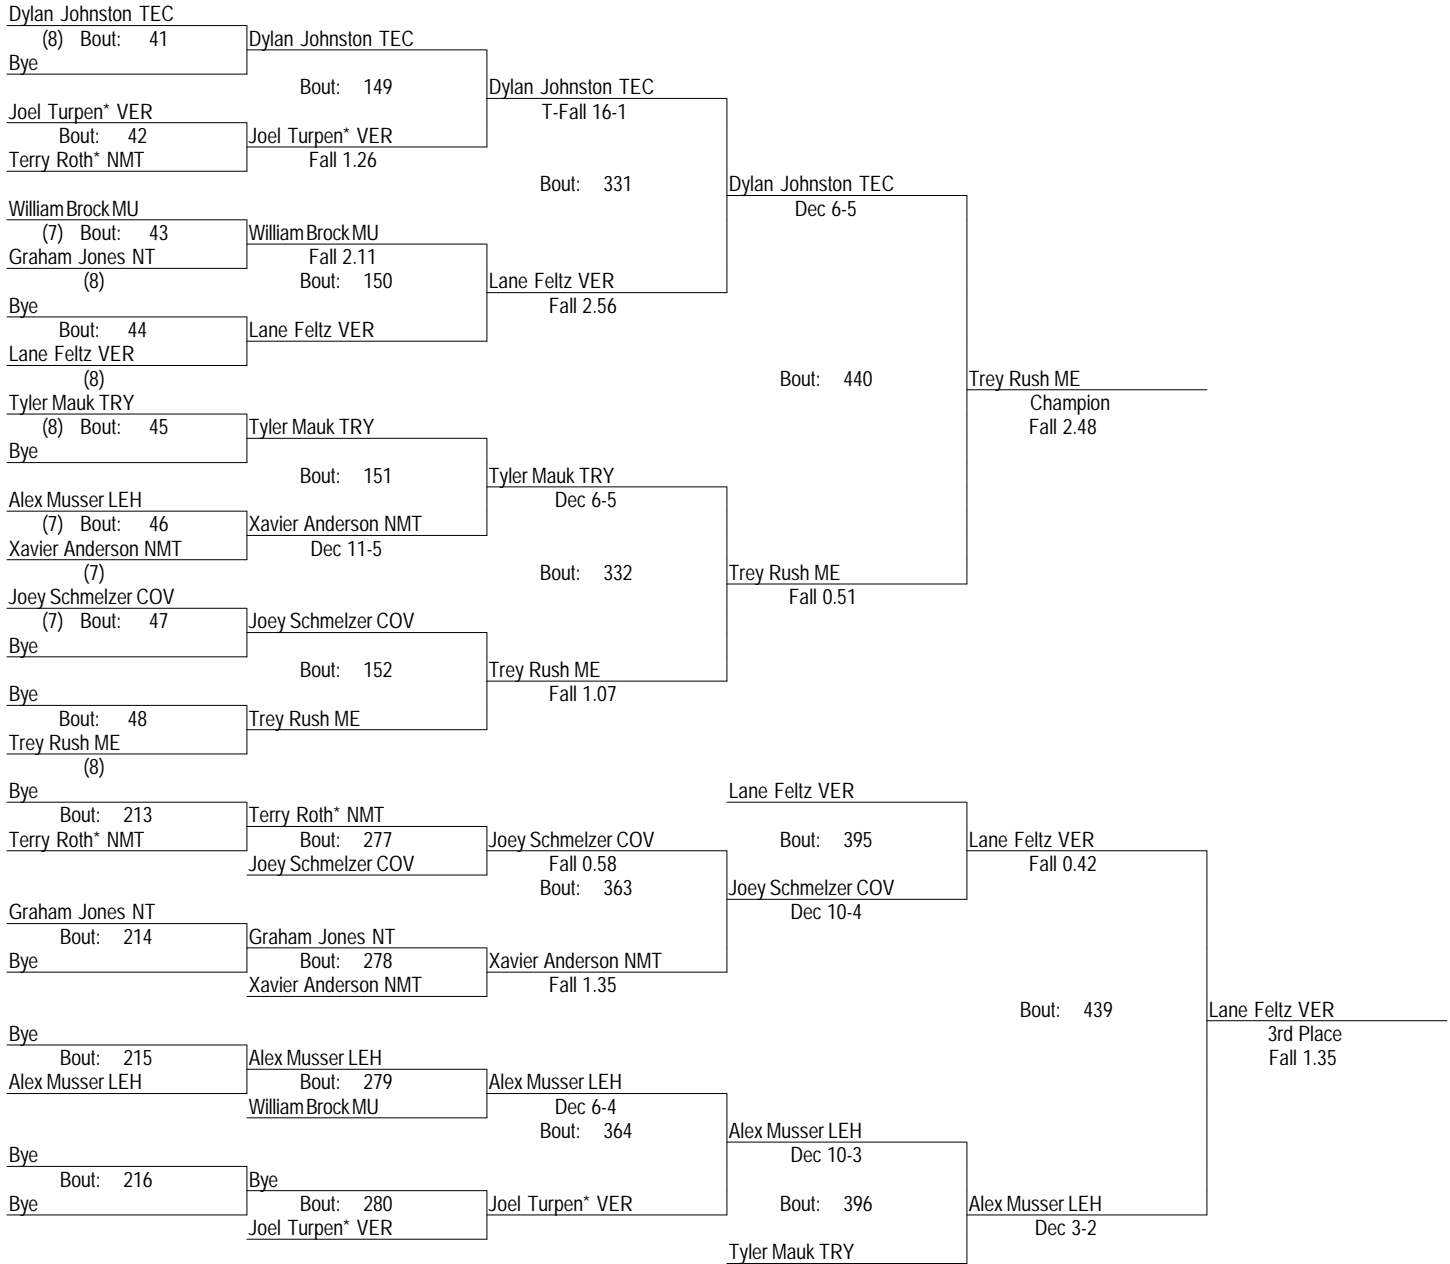 Dylan Johnston TEC
(8) Bout: 41
Bye
Dylan Johnston TEC
Bout: 149
Joel Turpen* VER
Bout: 42
Terry Roth* NMT
Joel Turpen* VER
Fall 1.26
Dylan Johnston TEC
T-Fall 16-1
Bout: 331
William Brock MU
(7) Bout: 43
Graham Jones NT
(8)
William Brock MU
Fall 2.11
Bout: 150
Bye
Bout: 44
Lane Feltz VER
(8)
Lane Feltz VER
Lane Feltz VER
Fall 2.56
Dylan Johnston TEC
Dec 6-5
Bout: 440
Tyler Mauk TRY
(8) Bout: 45
Bye
Tyler Mauk TRY
Bout: 151
Alex Musser LEH
(7) Bout: 46
Xavier Anderson NMT
(7)
Xavier Anderson NMT
Dec 11-5
Tyler Mauk TRY
Dec 6-5
Bout: 332
Joey Schmelzer COV
(7) Bout: 47
Bye
Joey Schmelzer COV
Bout: 152
Bye
Bout: 48
Trey Rush ME
(8)
Trey Rush ME
Trey Rush ME
Fall 1.07
Trey Rush ME
Fall 0.51
Trey Rush ME
Champion
Fall 2.48
Bye
Bout: 213
Terry Roth* NMT
Terry Roth* NMT
Bout: 277
Joey Schmelzer COV
Joey Schmelzer COV
Fall 0.58
Bout: 363
Graham Jones NT
Bout: 214
Bye
Graham Jones NT
Bout: 278
Xavier Anderson NMT
Xavier Anderson NMT
Fall 1.35
Lane Feltz VER
Bout: 395
Joey Schmelzer COV
Dec 10-4
Lane Feltz VER
Fall 0.42
Bout: 439
Bye
Bout: 215
Alex Musser LEH
Alex Musser LEH
Bout: 279
William Brock MU
Alex Musser LEH
Dec 6-4
Bout: 364
Bye
Bout: 216
Bye
Bye
Bout: 280
Joel Turpen* VER
Joel Turpen* VER
Alex Musser LEH
Dec 10-3
Bout: 396
Tyler Mauk TRY
Alex Musser LEH
Dec 3-2
Lane Feltz VER
3rd Place
Fall 1.35